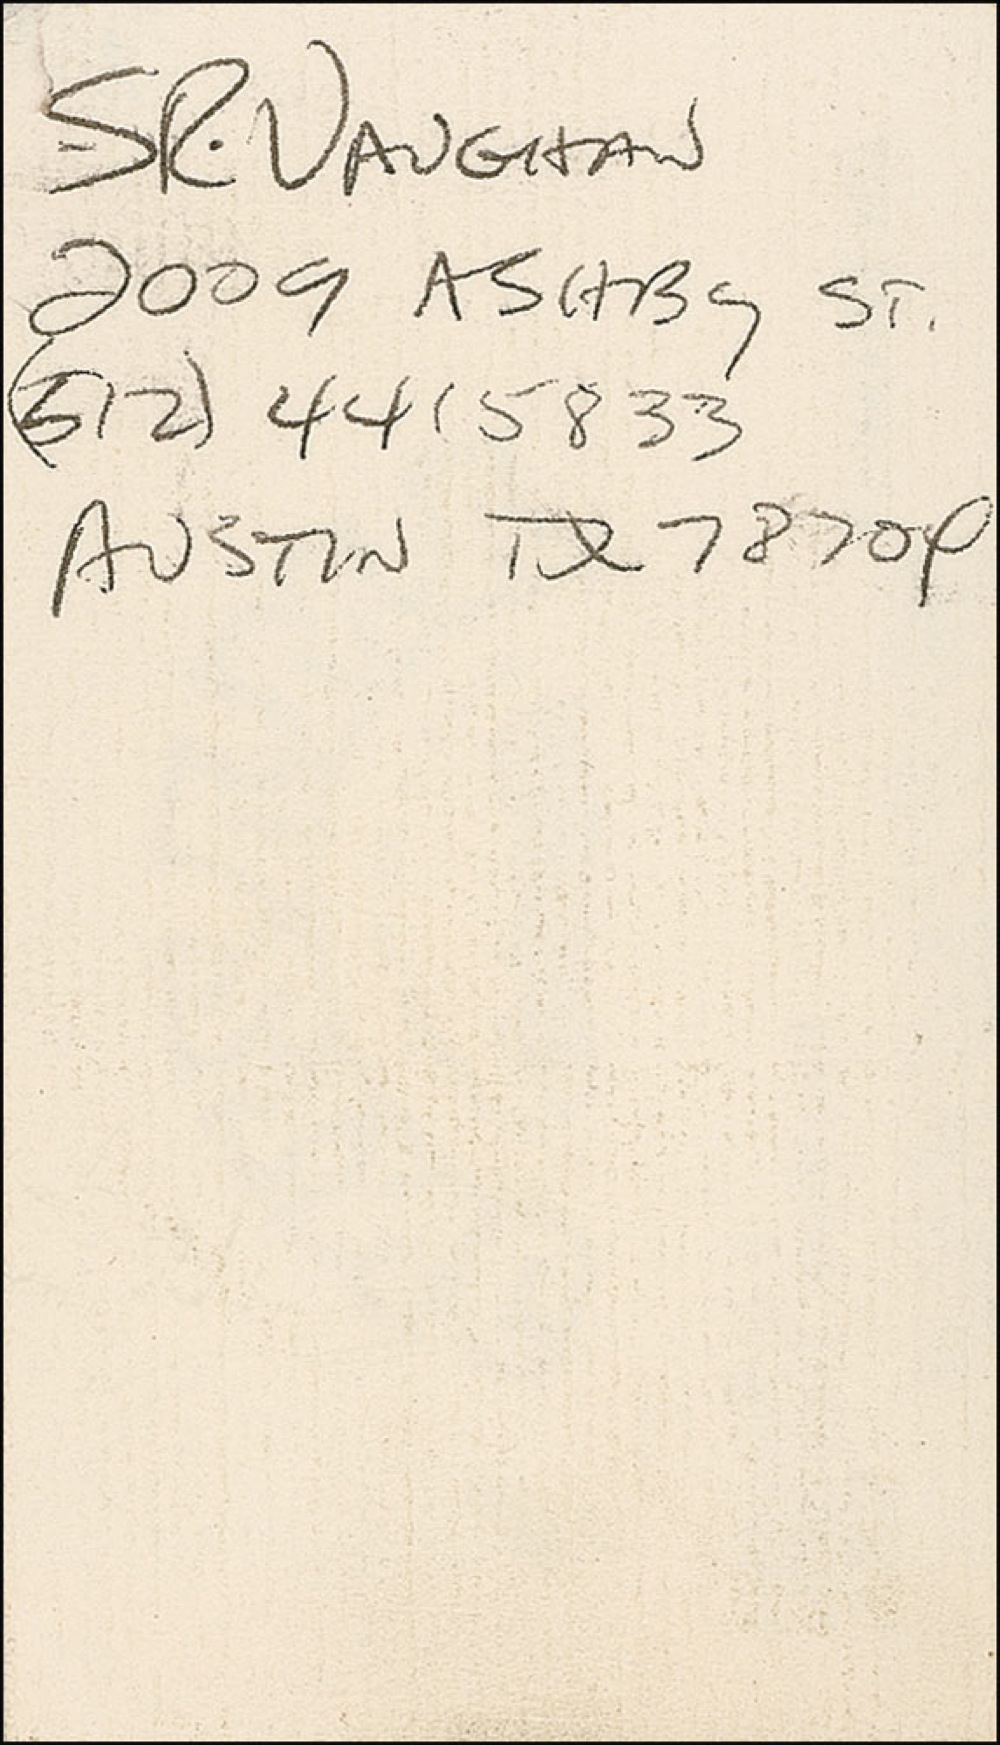 SR. VAUGHAN
2009 ASHBY ST.
(512) 4415833
AUSTIN TX 78704